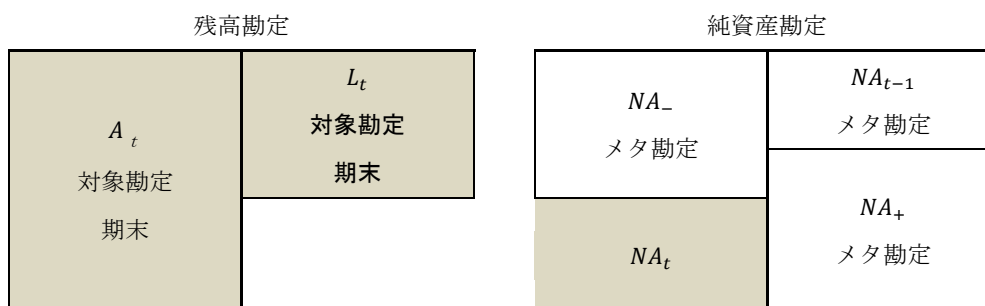 残高勘定
A t
対象勘定
期末
L_t
対象勘定
期末
純資産勘定
NA_−
メタ勘定
NA_t
NA_{t−1}
メタ勘定
NA_+
メタ勘定